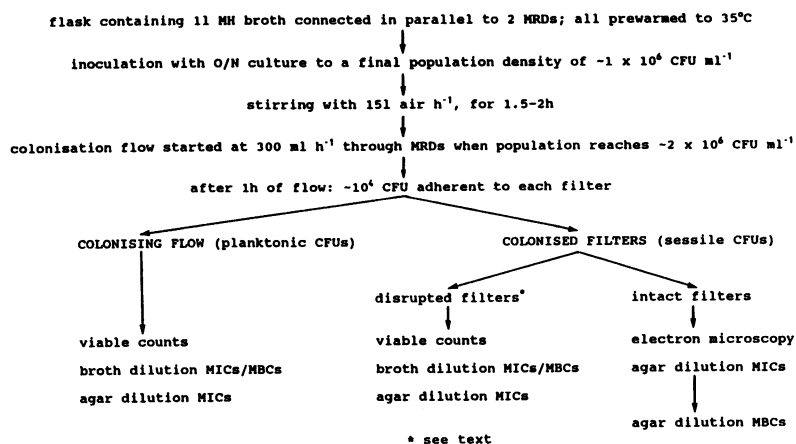 flask containing 1l MH broth connected in parallel to 2 MRDs; all prewarmed to 35°C
inoculation with O/N culture to a final population density of ~1 x 10⁶ CFU ml⁻¹
stirring with 15l air h⁻¹, for 1.5-2h
colonisation flow started at 300 ml h⁻¹ through MRDs when population reaches ~2 x 10⁶ CFU ml⁻¹
after 1h of flow: ~10⁴ CFU adherent to each filter
COLONISING FLOW (planktonic CFUs)
COLONISED FILTERS (sessile CFUs)
disrupted filters*
intact filters
viable counts
broth dilution MICs/MBCs
agar dilution MICs
viable counts
broth dilution MICs/MBCs
agar dilution MICs
electron microscopy
agar dilution MICs
agar dilution MBCs
* see text